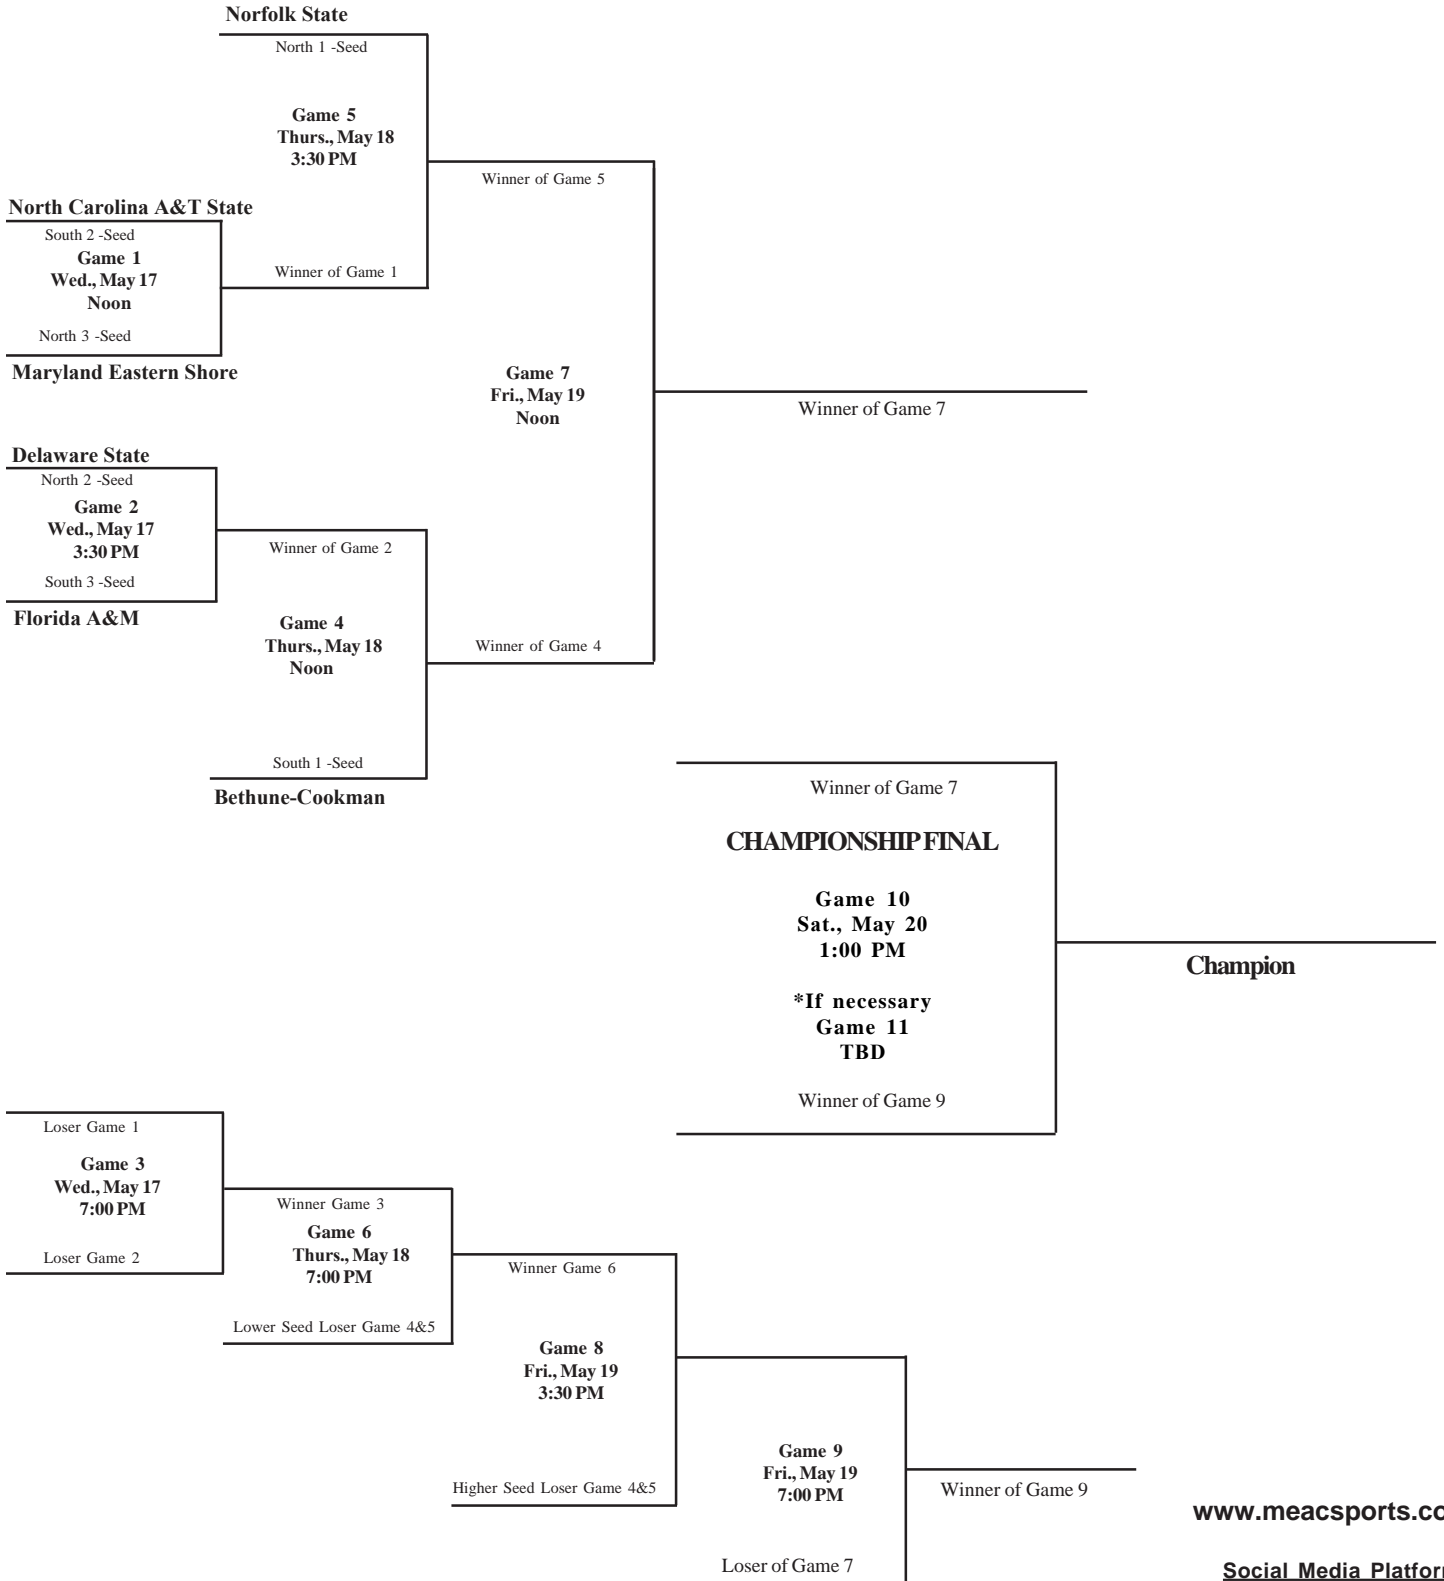 Norfolk State
North 1 -Seed
Game 5
Thurs., May 18
3:30 PM
Winner of Game 5
North Carolina A&T State
South 2 -Seed
Game 1
Wed., May 17
Noon
Winner of Game 1
North 3 -Seed
Maryland Eastern Shore
Game 7
Fri., May 19
Noon
Winner of Game 7
Delaware State
North 2 -Seed
Game 2
Wed., May 17
3:30 PM
Winner of Game 2
South 3 -Seed
Florida A&M
Game 4
Thurs., May 18
Noon
Winner of Game 4
South 1 -Seed
Bethune-Cookman
Winner of Game 7
CHAMPIONSHIP FINAL
Game 10
Sat., May 20
1:00 PM
Champion
*If necessary
Game 11
TBD
Winner of Game 9
Loser Game 1
Game 3
Wed., May 17
7:00 PM
Loser Game 2
Winner Game 3
Game 6
Thurs., May 18
7:00 PM
Lower Seed Loser Game 4&5
Winner Game 6
Game 8
Fri., May 19
3:30 PM
Higher Seed Loser Game 4&5
Game 9
Fri., May 19
7:00 PM
Winner of Game 9
Loser of Game 7
www.meacsports.co
Social Media Platfor